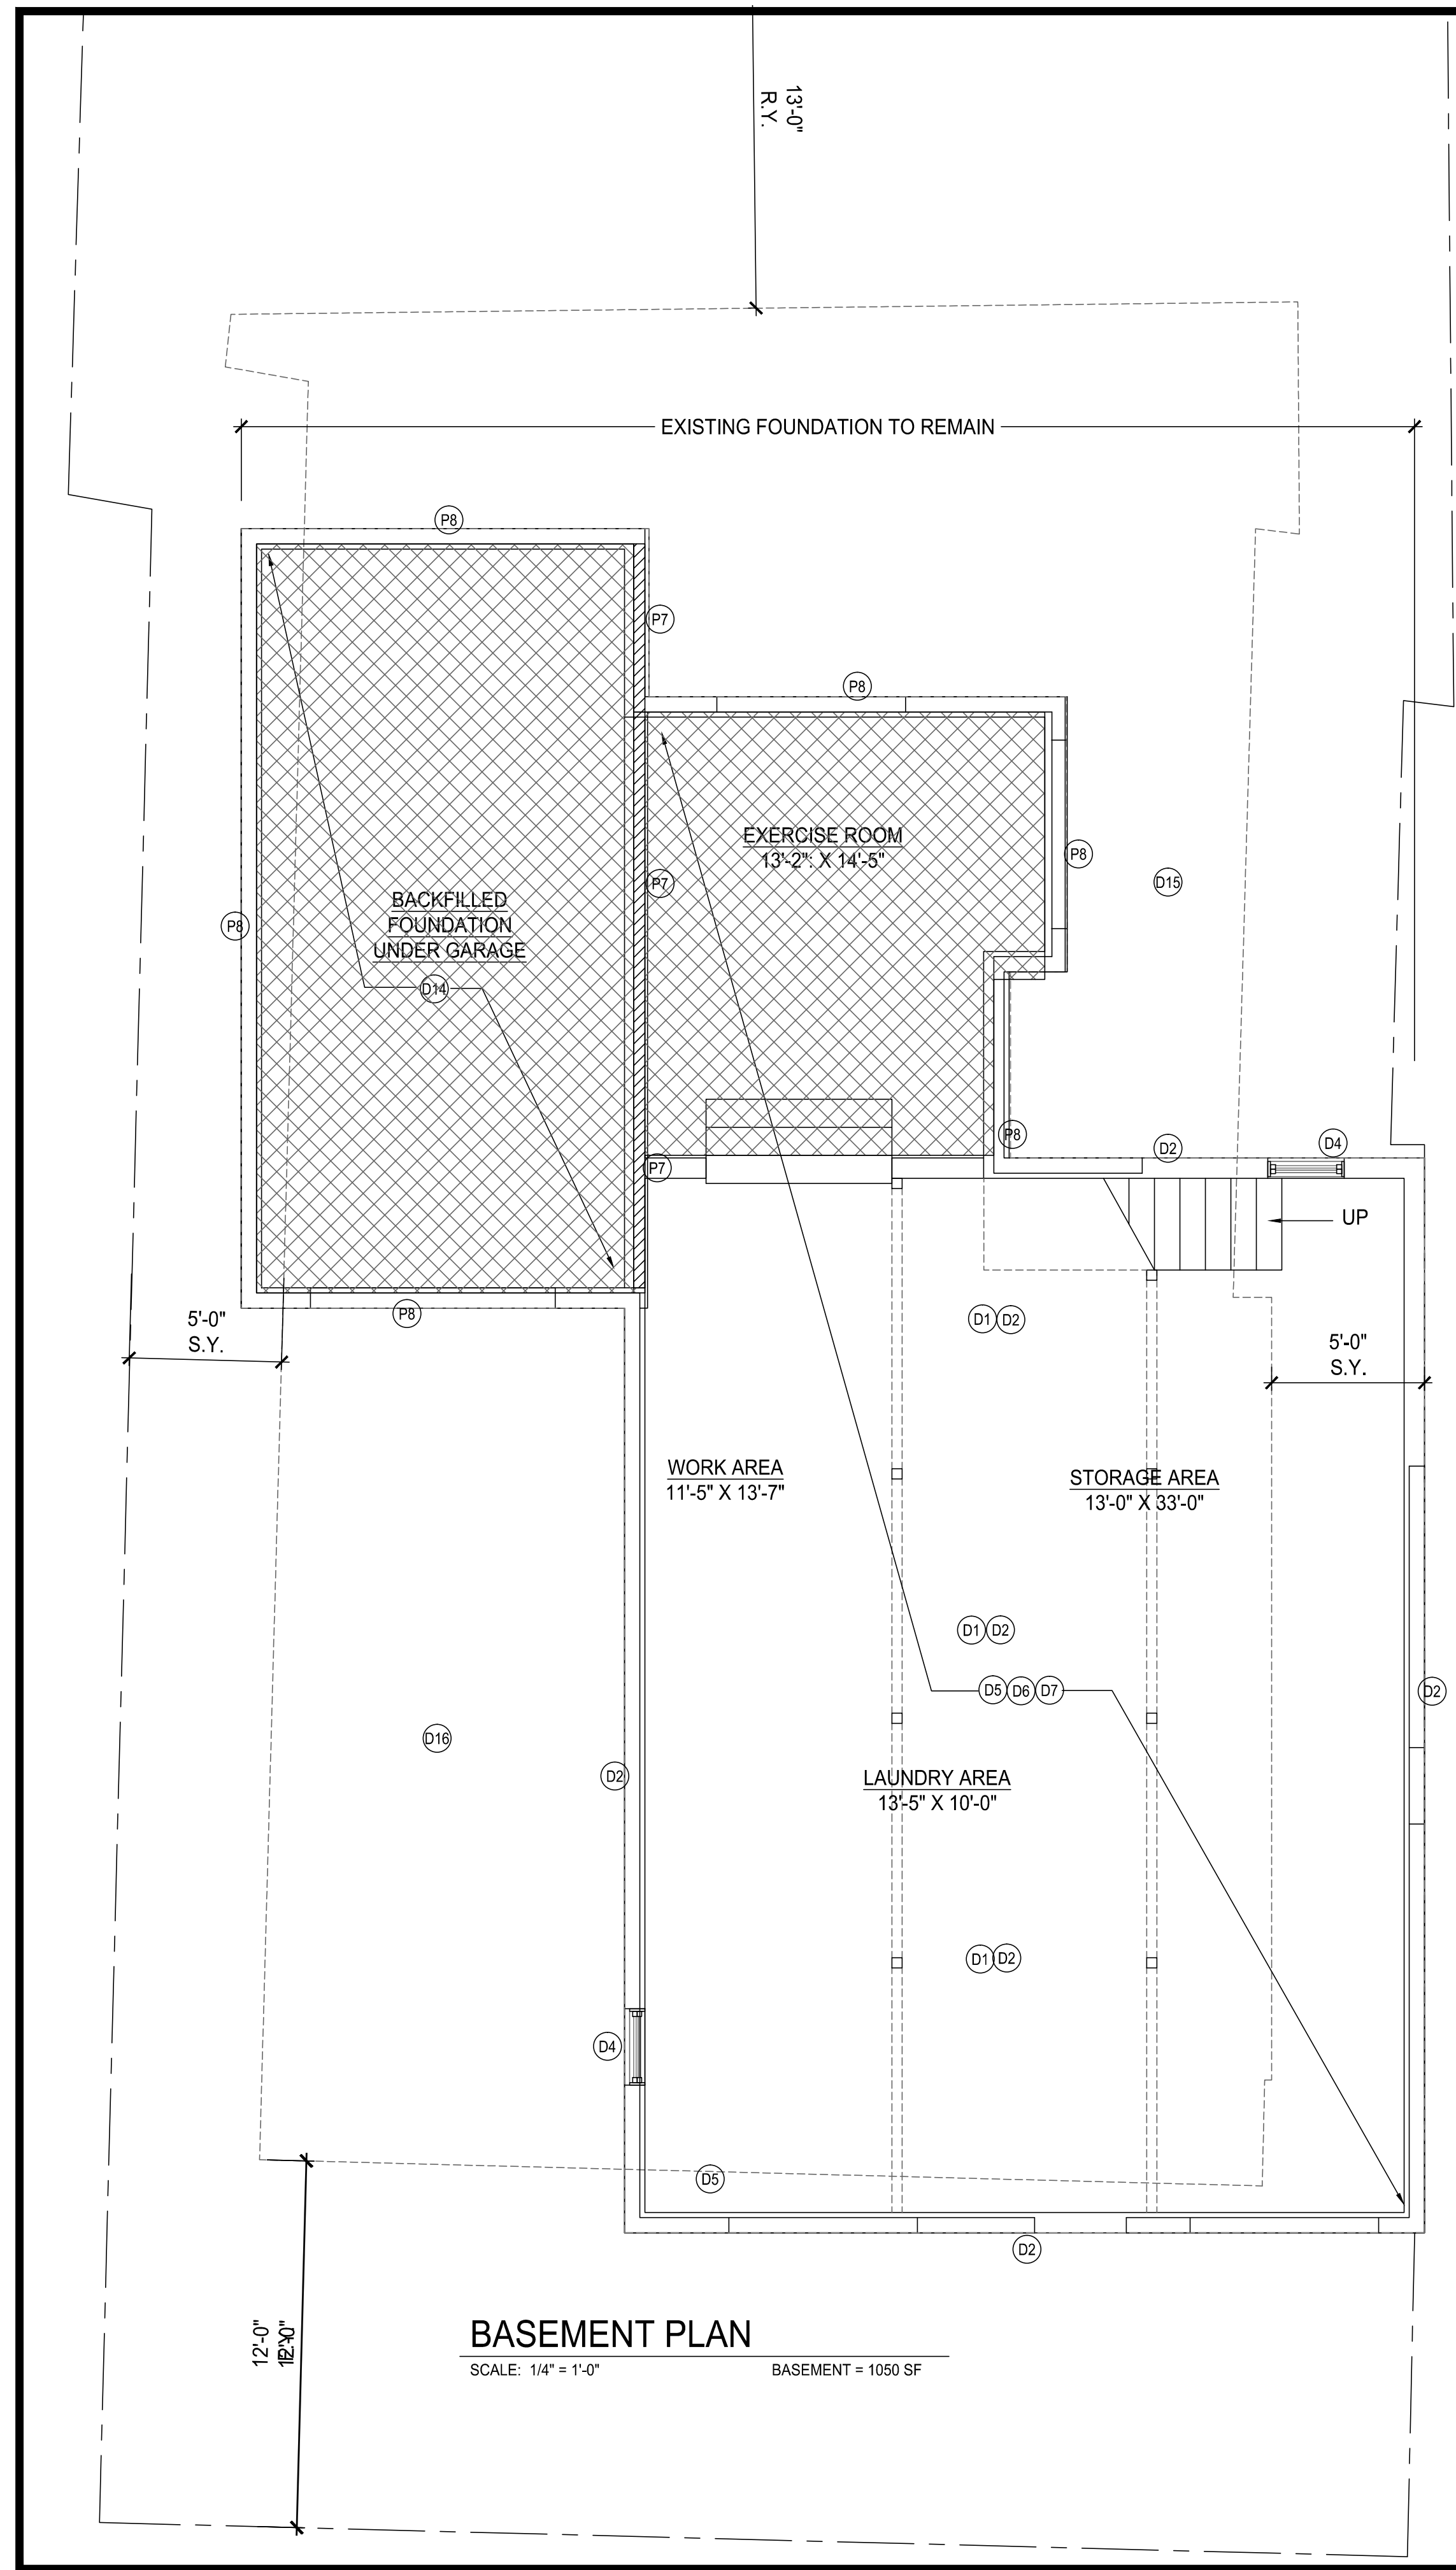 13'-0"
R.Y.
EXISTING FOUNDATION TO REMAIN
P8
P7
P8
EXERCISE ROOM
13'-2": X 14'-5"
P8
P7
D15
BACKFILLED
FOUNDATION
UNDER GARAGE
P8
D14
P8
D2
D4
P7
UP
P8
D1 D2
5'-0"
S.Y.
5'-0"
S.Y.
WORK AREA
11'-5" X 13'-7"
STORAGE AREA
13'-0" X 33'-0"
D1 D2
D5 D6 D7
D2
D16
D2
LAUNDRY AREA
13'-5" X 10'-0"
D1 D2
D4
D5
D2
12'-0"
BASEMENT PLAN
SCALE: 1/4" = 1'-0"
BASEMENT = 1050 SF